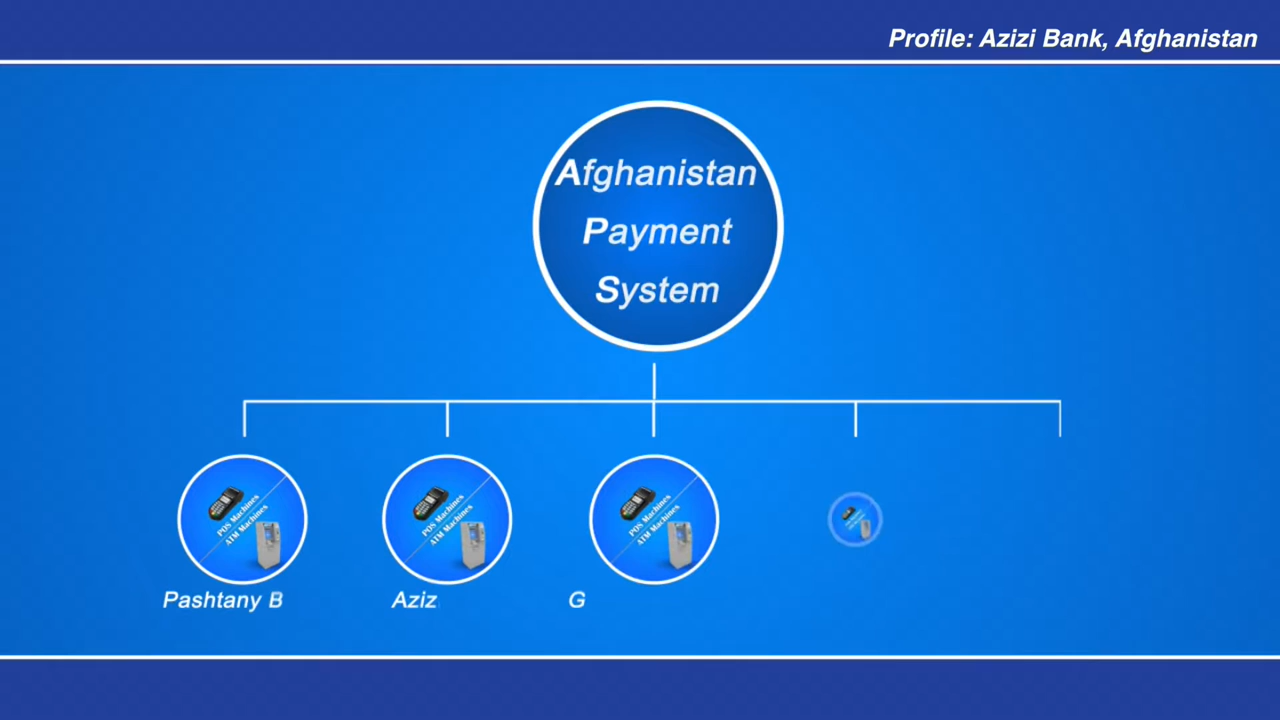 Profile: Azizi Bank, Afghanistan
Afghanistan
Payment
System
POS Machines
ATM Machines
POS Machines
ATM Machines
POS Machines
ATM Machines
Pashtany B
Aziz
G